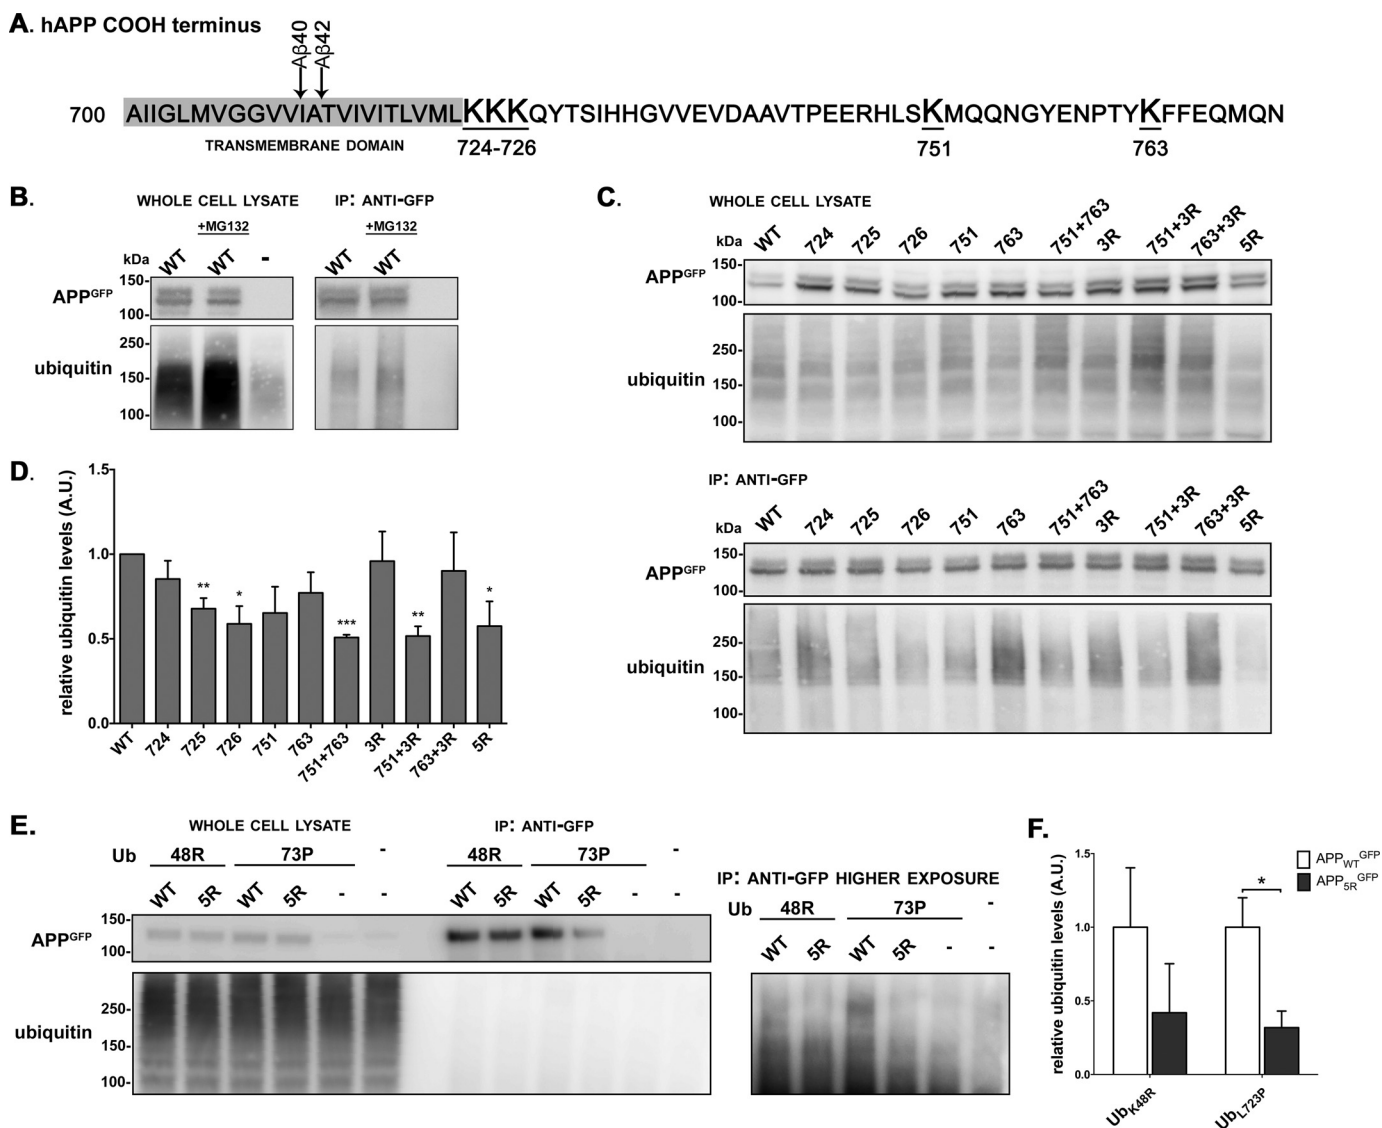 A. hAPP COOH terminus
Aβ40
Aβ42
700 AIIGLMVGGVVIATVIVITLVMLKKKQYTSIHHGVVEVDAAVTPEERHLSKMQQNGYENPTYKFFEQMQN
TRANSMEMBRANE DOMAIN 724-726 751 763
B.
WHOLE CELL LYSATE IP: ANTI-GFP
+MG132 +MG132
kDa WT WT - WT WT
150-
APPGFP
100-
250-
ubiquitin
150-
100-
C.
WHOLE CELL LYSATE
kDa WT 724 725 726 751 763 751+763 3R 751+3R 763+3R 5R
150-
APPGFP
100-
250-
ubiquitin
150-
100-
IP: ANTI-GFP
kDa WT 724 725 726 751 763 751+763 3R 751+3R 763+3R 5R
150-
APPGFP
100-
250-
ubiquitin
150-
100-
D.
relative ubiquitin levels (A.U.)
1.5
1.0
0.5
0.0
** * *** ** *
WT 724 725 726 751 763 751+763 3R 751+3R 763+3R 5R
E.
WHOLE CELL LYSATE IP: ANTI-GFP
Ub 48R 73P - 48R 73P -
WT 5R WT 5R - - WT 5R WT 5R - -
150-
APPGFP
100-
250-
ubiquitin
150-
100-
IP: ANTI-GFP HIGHER EXPOSURE
Ub 48R 73P -
WT 5R WT 5R - -
F.
relative ubiquitin levels (A.U.)
1.5
1.0
0.5
0.0
*
APPWTGFP
APP5RGFP
UbK48R UbL723P